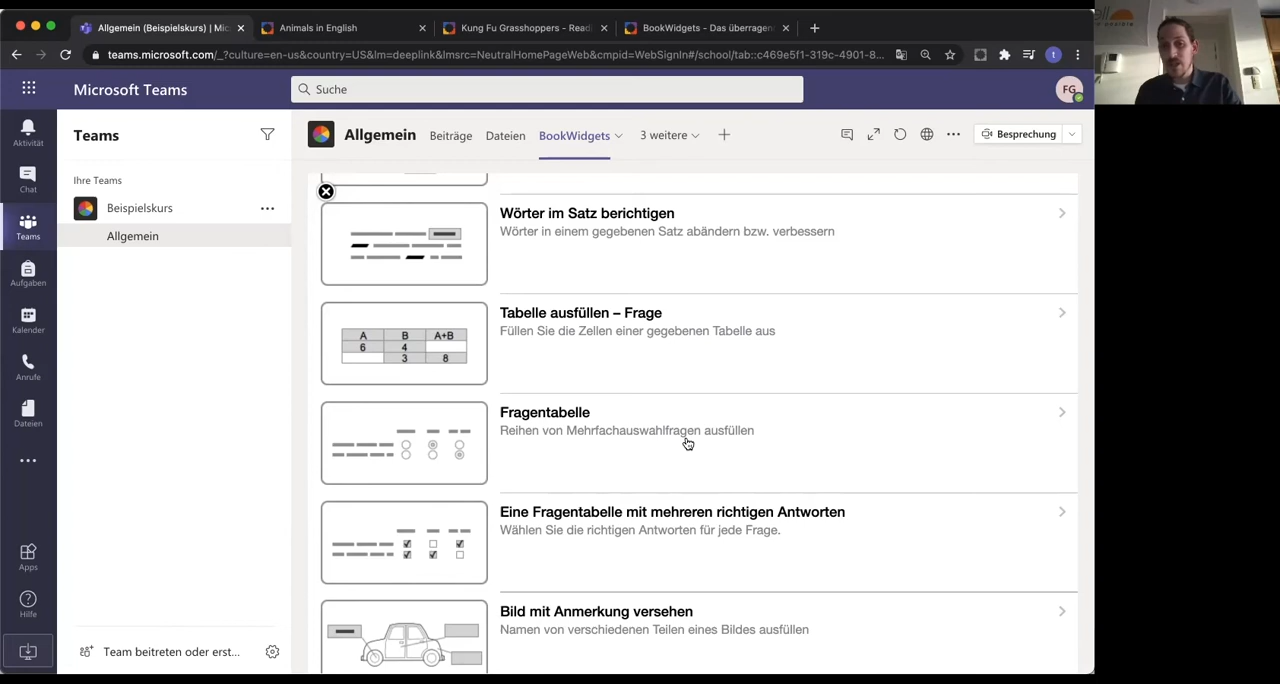 Allgemein (Beispielskurs) | Mic
Animals in English
Kung Fu Grasshoppers - Readi
BookWidgets - Das überragen
teams.microsoft.com/_?culture=en-us&country=US&lm=deeplink&lmsrc=NeutralHomePageWeb&cmpid=WebSignIn#/school/tab::c469e5f1-319c-4901-8...
t
Microsoft Teams
Suche
FG
Aktivität
Chat
Teams
Aufgaben
Kalender
Anrufe
Dateien
Apps
Hilfe
Teams
Ihre Teams
Beispielskurs
Allgemein
Team beitreten oder erst...
Allgemein
Beiträge
Dateien
BookWidgets
3 weitere
Besprechung
Wörter im Satz berichtigen
Wörter in einem gegebenen Satz abändern bzw. verbessern
A B A+B
6 4
3 8
Tabelle ausfüllen – Frage
Füllen Sie die Zellen einer gegebenen Tabelle aus
Fragentabelle
Reihen von Mehrfachauswahlfragen ausfüllen
Eine Fragentabelle mit mehreren richtigen Antworten
Wählen Sie die richtigen Antworten für jede Frage.
Bild mit Anmerkung versehen
Namen von verschiedenen Teilen eines Bildes ausfüllen